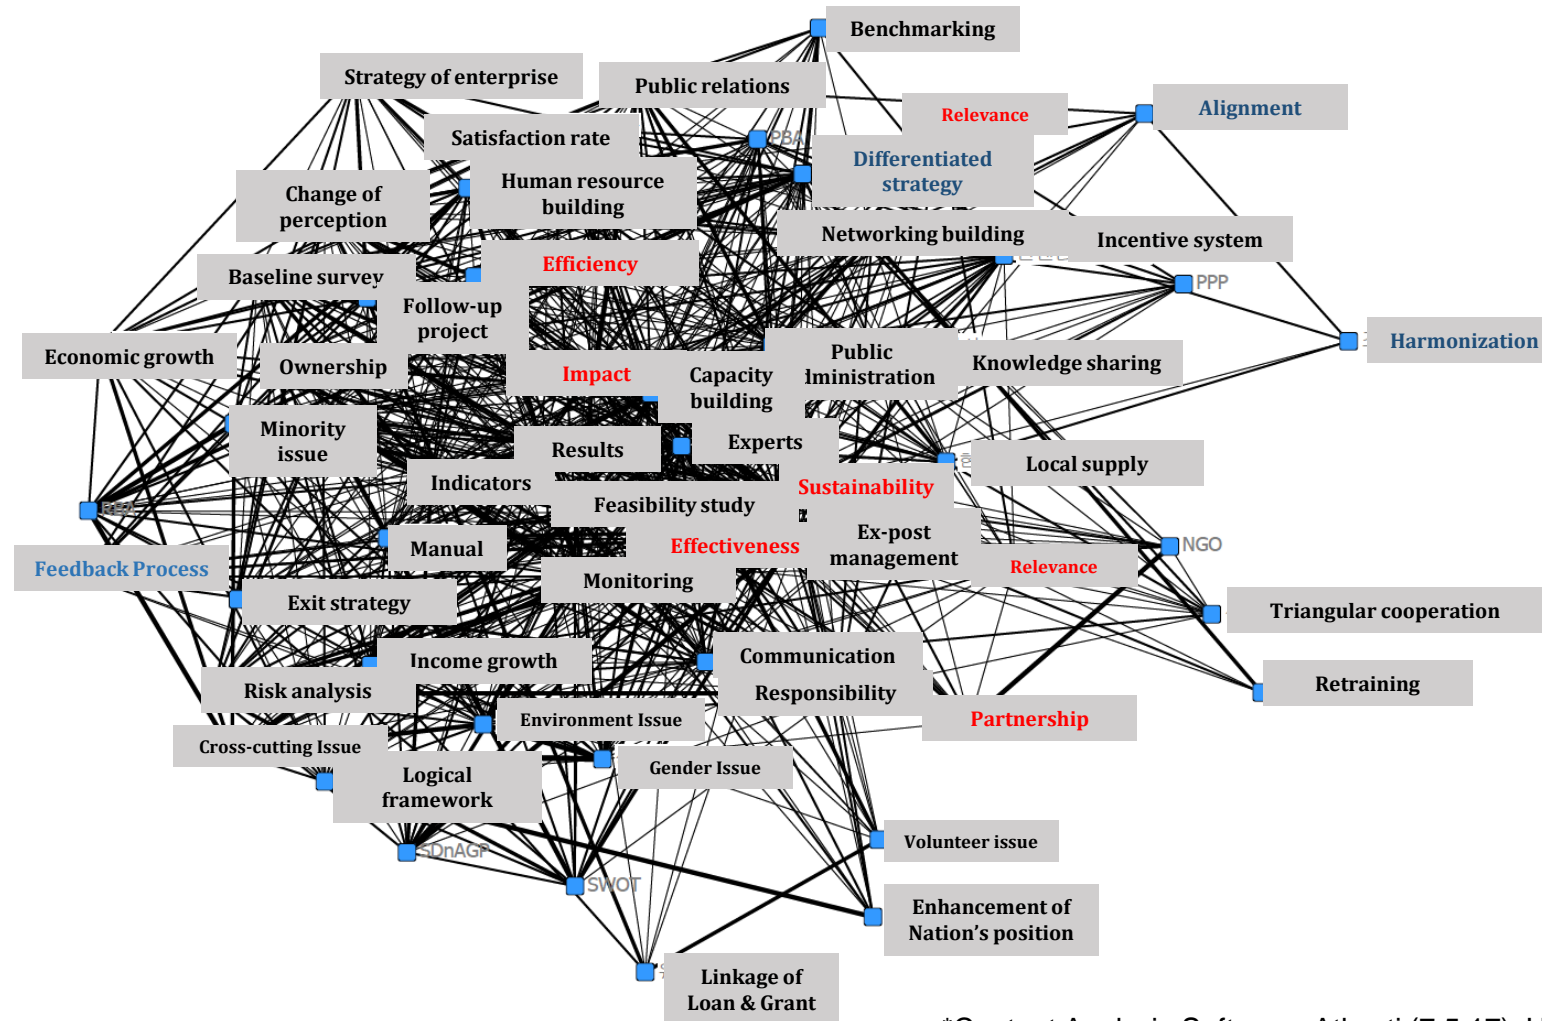 Benchmarking
Strategy of enterprise
Public relations
Relevance
Alignment
Satisfaction rate
PBA
Differentiated
strategy
Change of
perception
Human resource
building
Networking building
Incentive system
Baseline survey
Efficiency
PPP
Follow-up
project
Economic growth
Ownership
Impact
Capacity
building
Public
Knowledge sharing
Harmonization
Minority
issue
Results
Experts
Local supply
Indicators
Sustainability
Feasibility study
Manual
Effectiveness
Ex-post
management
NGO
Relevance
Feedback Process
Monitoring
Exit strategy
Triangular cooperation
Income growth
Communication
Risk analysis
Responsibility
Retraining
Environment Issue
Partnership
Cross-cutting Issue
Gender Issue
Logical
framework
SDnAGP
Volunteer issue
SWOT
Enhancement of
Nation's position
Linkage of
Loan & Grant